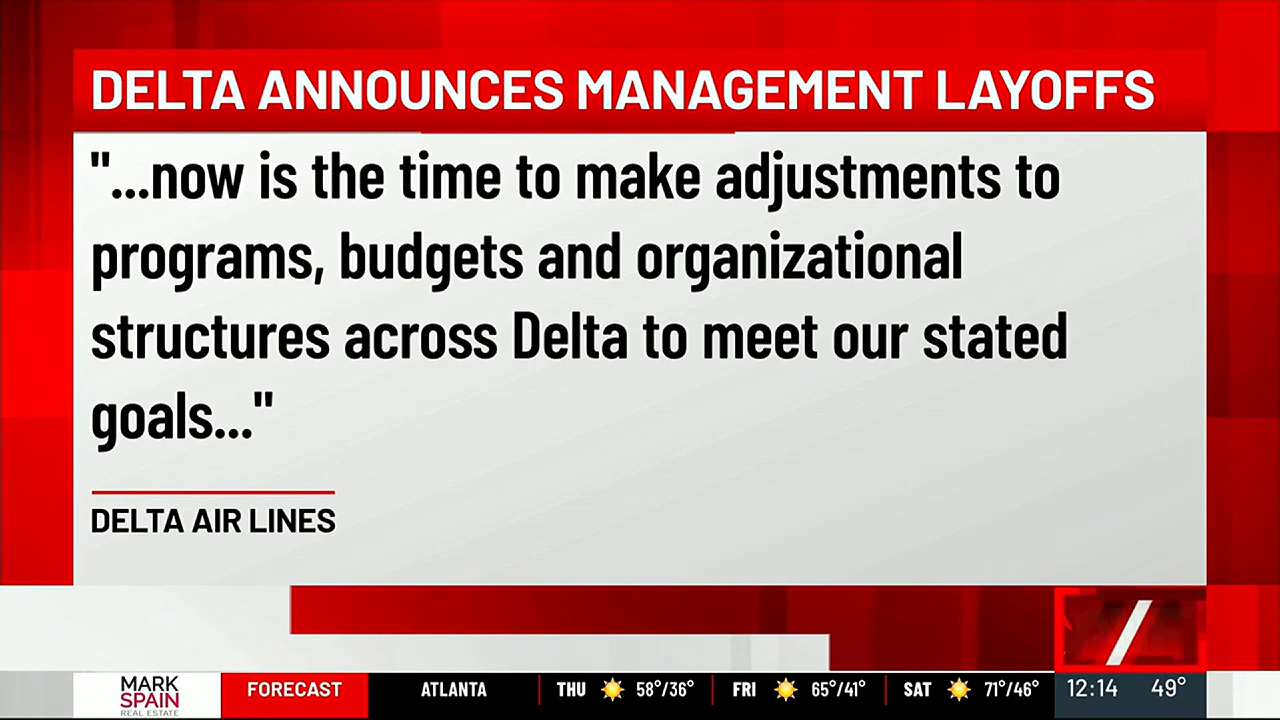 DELTA ANNOUNCES MANAGEMENT LAYOFFS
"...now is the time to make adjustments to
programs, budgets and organizational
structures across Delta to meet our stated
goals..."
DELTA AIR LINES
MARK
SPAIN
REAL ESTATE
FORECAST
ATLANTA
THU 58°/36°
FRI 65°/41°
SAT 71°/46°
12:14 49°